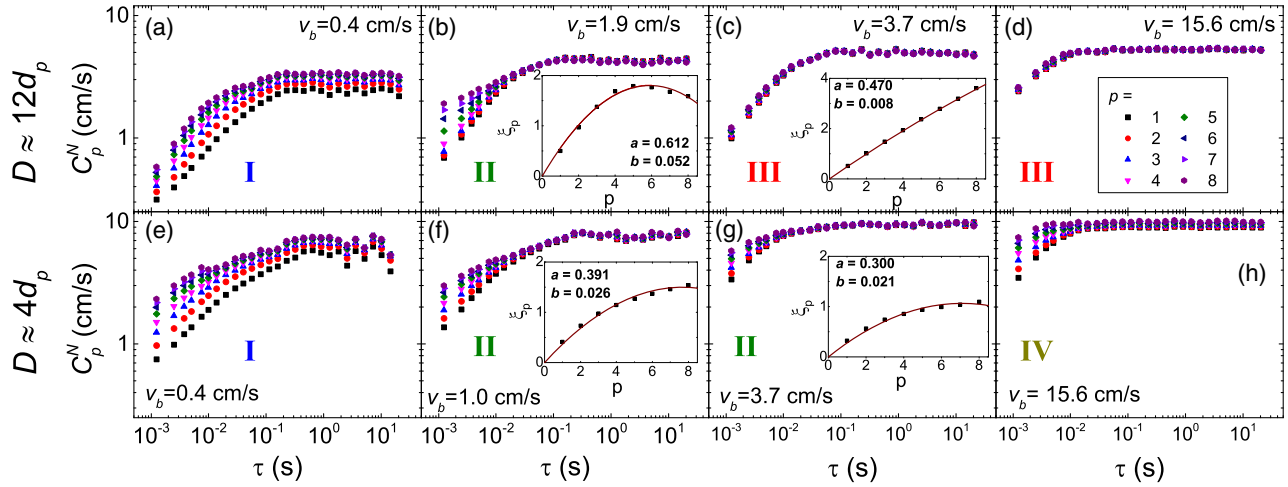 D ≈ 12d_p
C_p^N (cm/s)
10
1
(a)
v_b=0.4 cm/s
I
(b)
v_b=1.9 cm/s
II
2
1
0
ξ_p
a = 0.612
b = 0.052
0 2 4 6 8
p
(c)
v_b=3.7 cm/s
III
4
2
0
ξ_p
a = 0.470
b = 0.008
0 2 4 6 8
p
(d)
v_b= 15.6 cm/s
III
p =
1 5
2 6
3 7
4 8
D ≈ 4d_p
C_p^N (cm/s)
10
1
(e)
I
v_b=0.4 cm/s
(f)
II
v_b=1.0 cm/s
2
1
0
ξ_p
a = 0.391
b = 0.026
0 2 4 6 8
p
(g)
II
v_b=3.7 cm/s
2
1
0
ξ_p
a = 0.300
b = 0.021
0 2 4 6 8
p
(h)
IV
v_b= 15.6 cm/s
10^-3 10^-2 10^-1 10^0 10^1
10^-3 10^-2 10^-1 10^0 10^1
10^-3 10^-2 10^-1 10^0 10^1
10^-3 10^-2 10^-1 10^0 10^1
τ (s)
τ (s)
τ (s)
τ (s)